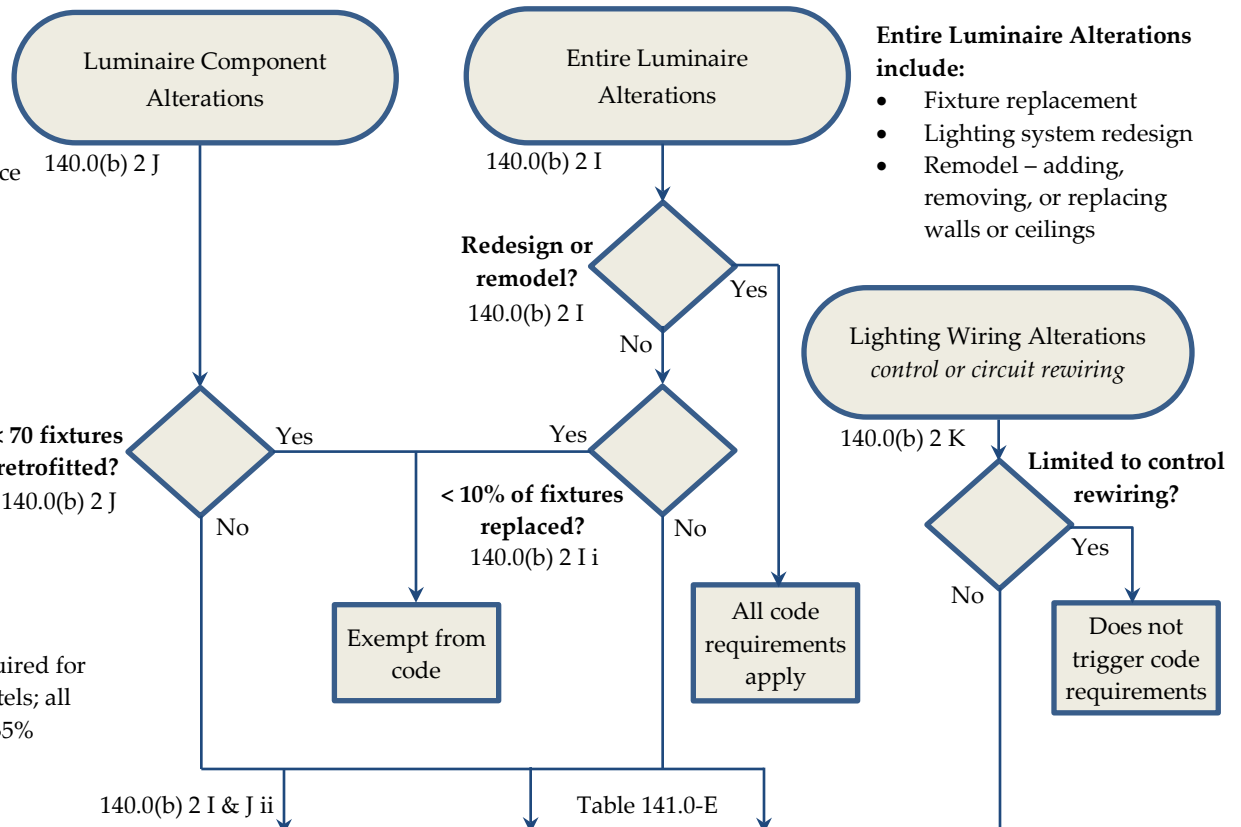 Luminaire Component
Alterations
140.0(b) 2 J
Entire Luminaire
Alterations
140.0(b) 2 I
Entire Luminaire Alterations
include:
• Fixture replacement
• Lighting system redesign
• Remodel – adding,
removing, or replacing
walls or ceilings
Redesign or
remodel?
140.0(b) 2 I
Yes
No
Lighting Wiring Alterations
control or circuit rewiring
140.0(b) 2 K
< 70 fixtures
retrofitted?
140.0(b) 2 J
Yes
No
Yes
< 10% of fixtures
replaced?
140.0(b) 2 I i
No
Limited to control
rewiring?
Yes
No
Exempt from
code
All code
requirements
apply
Does not
trigger code
requirements
140.0(b) 2 I & J ii
Table 141.0-E